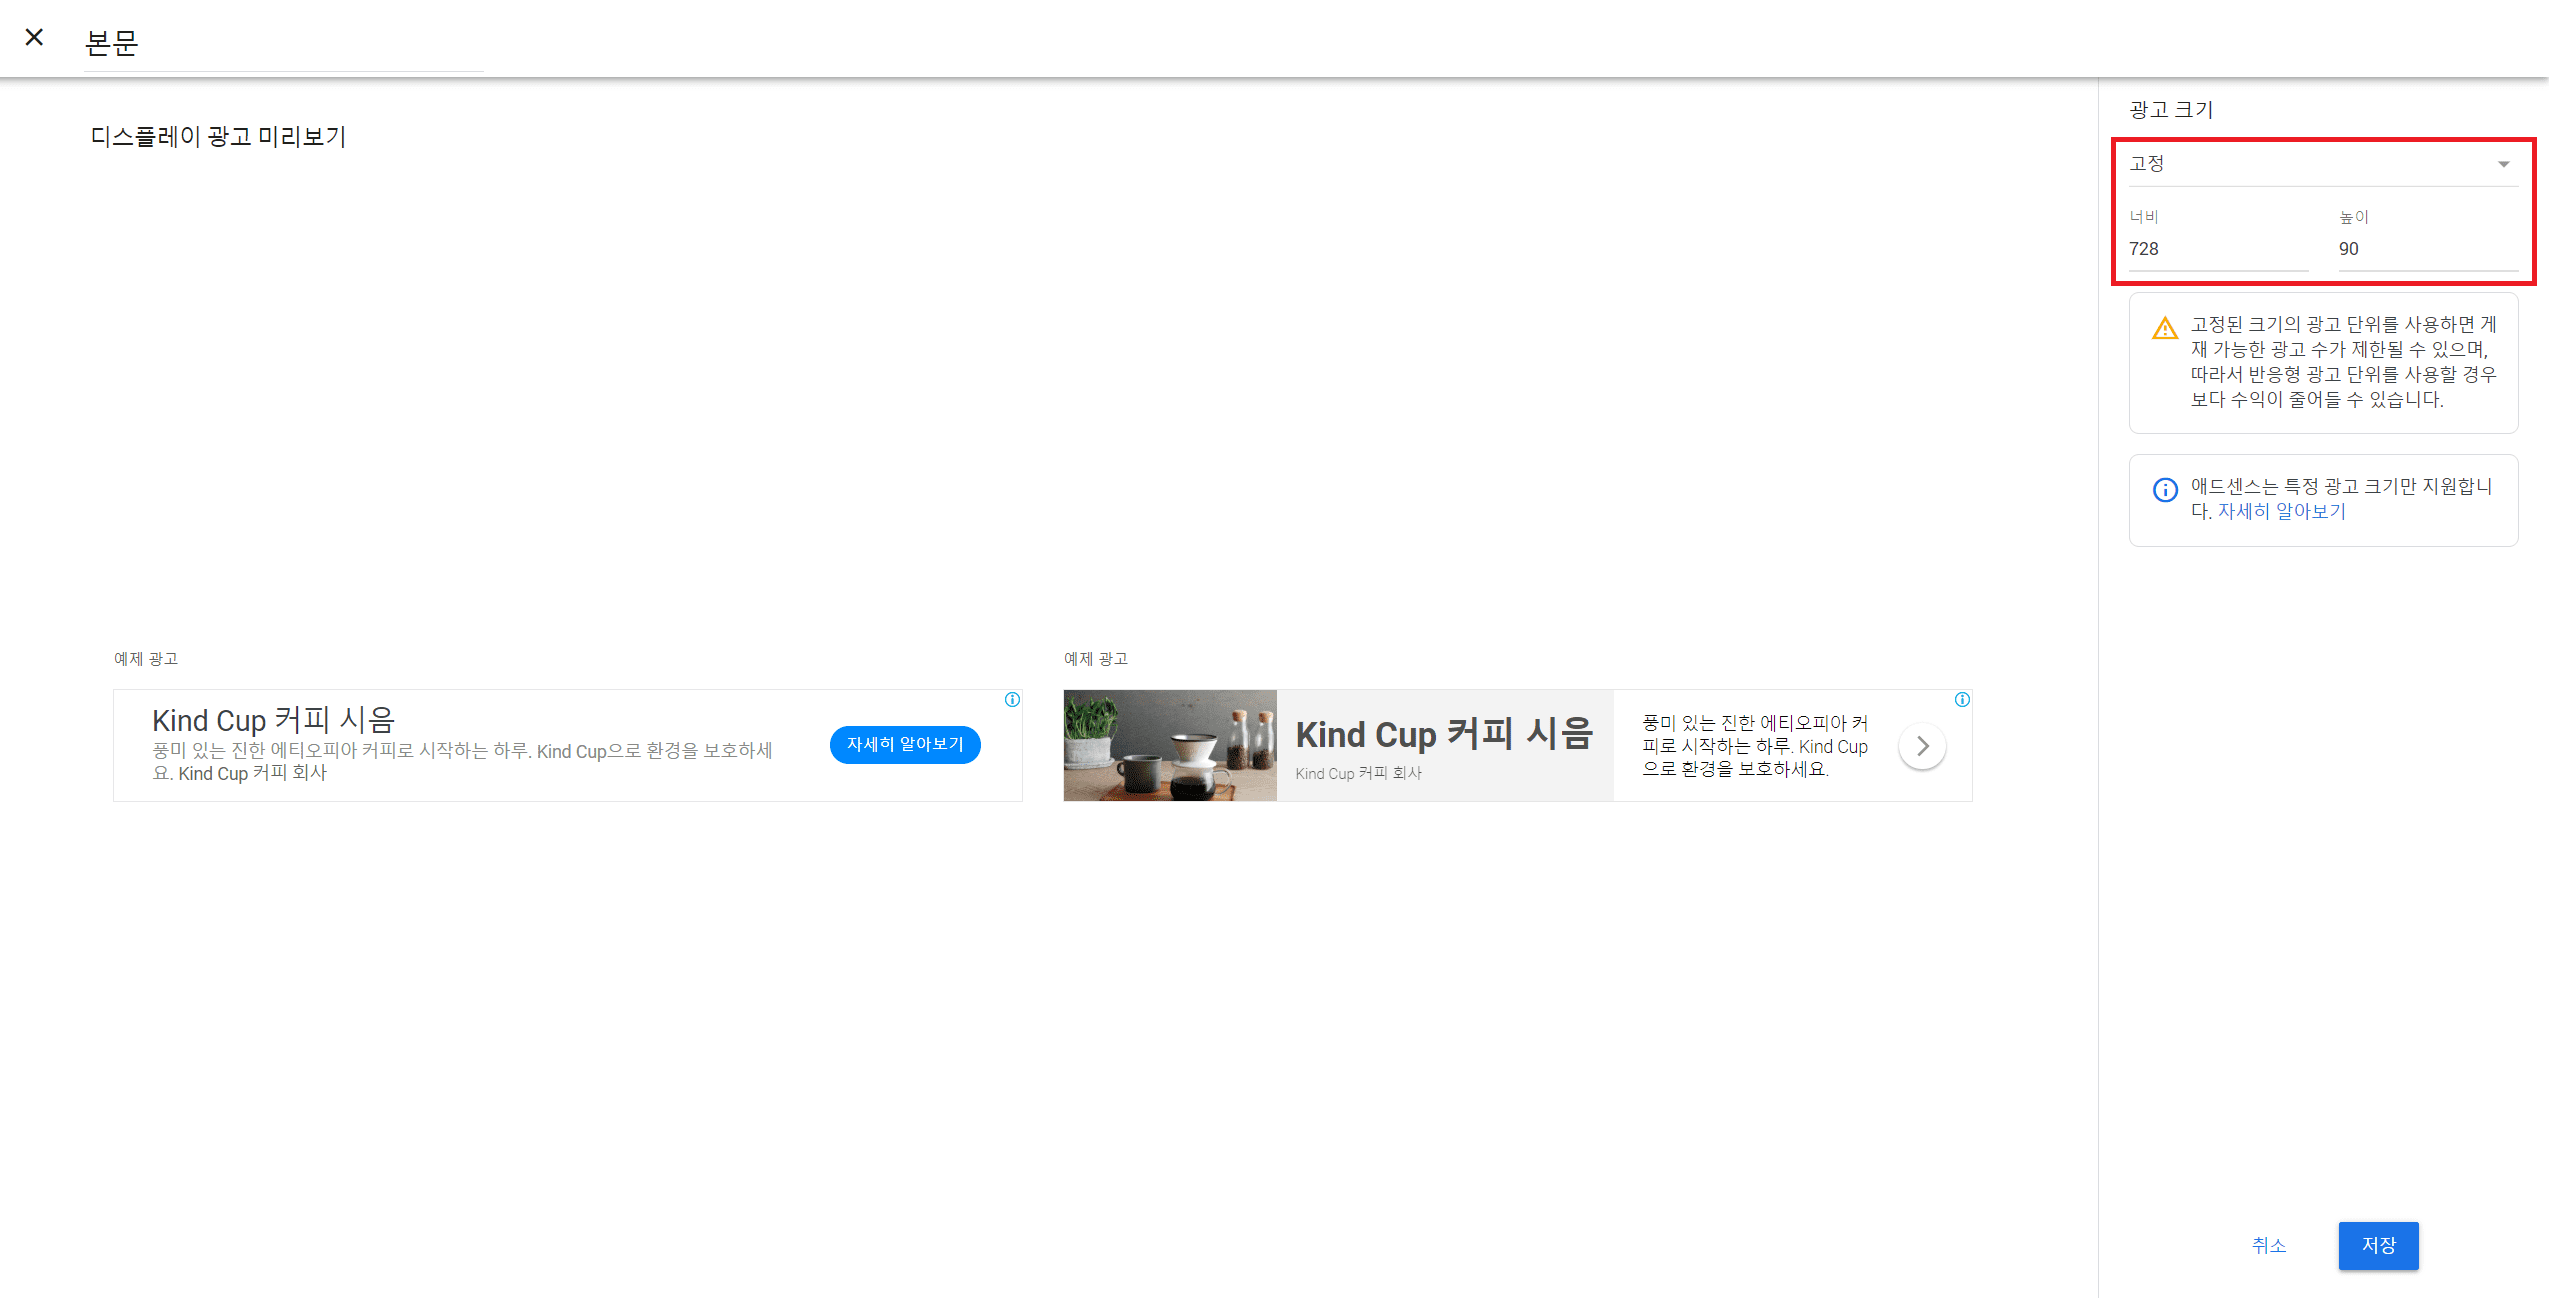 본문
디스플레이 광고 미리보기
광고 크기
고정
너비
높이
728
90
고정된 크기의 광고 단위를 사용하면 게
재 가능한 광고 수가 제한될 수 있으며,
따라서 반응형 광고 단위를 사용할 경우
보다 수익이 줄어들 수 있습니다.
애드센스는 특정 광고 크기만 지원합니
다. 자세히 알아보기
예제 광고
Kind Cup 커피 시음
풍미 있는 진한 에티오피아 커피로 시작하는 하루. Kind Cup으로 환경을 보호하세
요. Kind Cup 커피 회사
자세히 알아보기
예제 광고
Kind Cup 커피 시음
Kind Cup 커피 회사
풍미 있는 진한 에티오피아 커
피로 시작하는 하루. Kind Cup
으로 환경을 보호하세요.
취소
저장